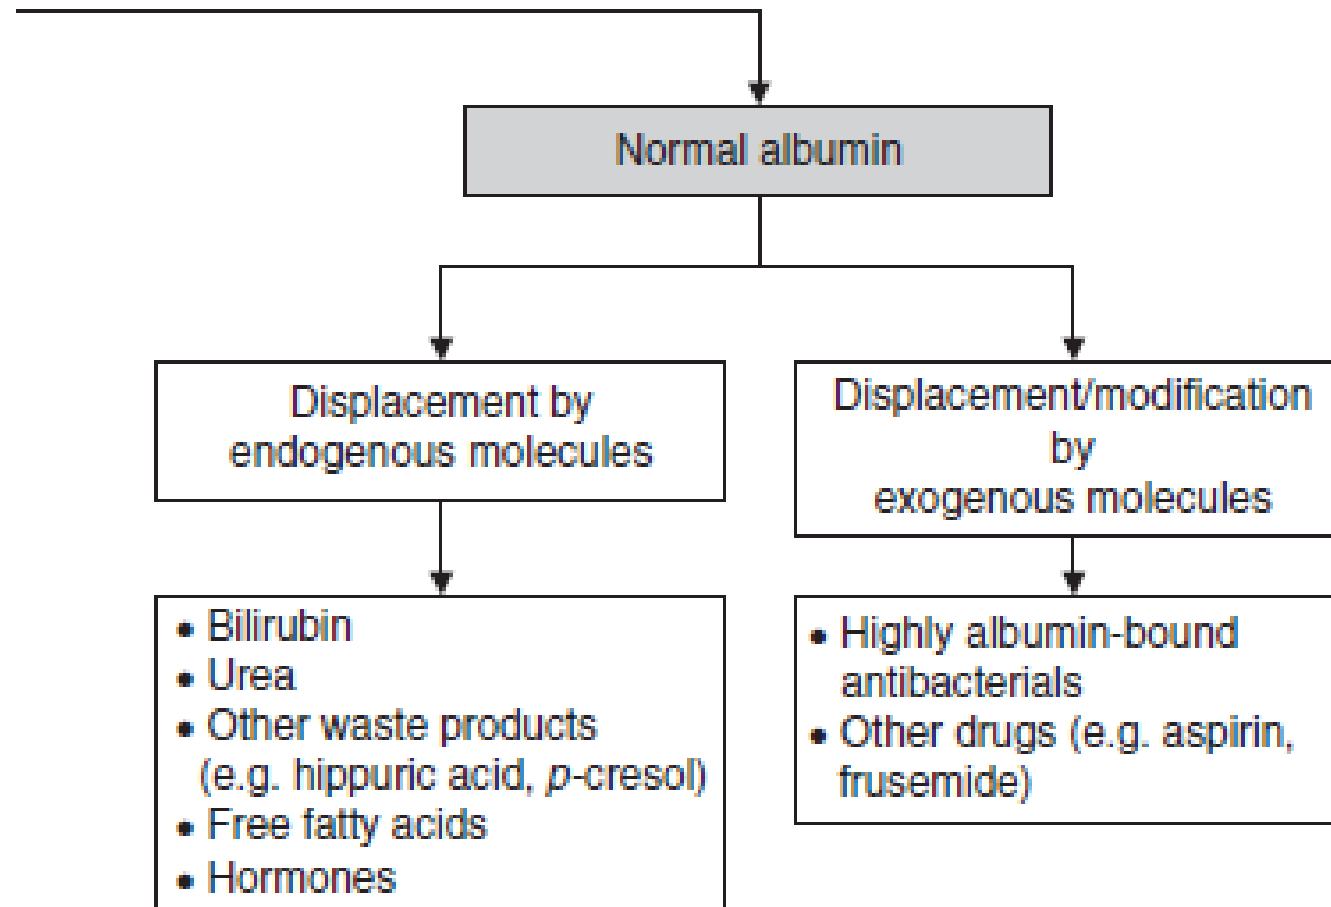 Normal albumin
Displacement by
endogenous molecules
Displacement/modification
by
exogenous molecules
• Bilirubin
• Urea
• Other waste products
(e.g. hippuric acid, p-cresol)
• Free fatty acids
• Hormones
• Highly albumin-bound
antibacterials
• Other drugs (e.g. aspirin,
frusemide)